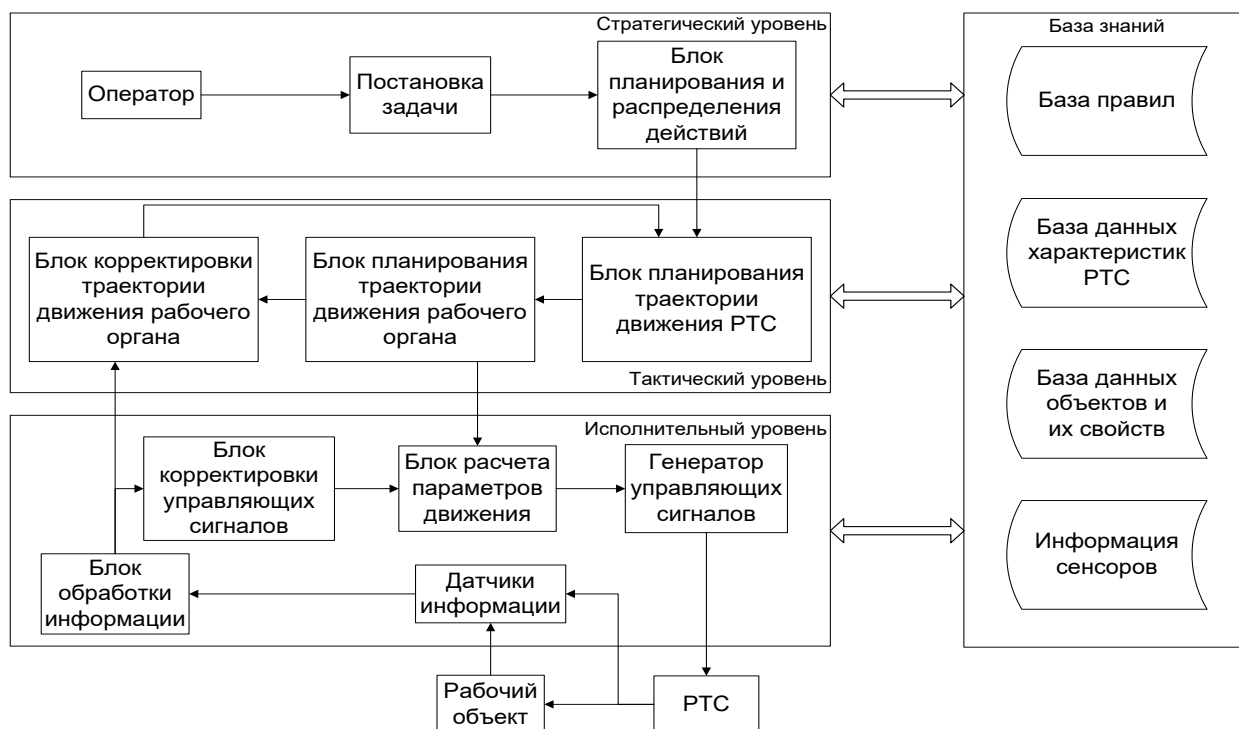 Стратегический уровень
Оператор
Постановка
задачи
Блок
планирования и
распределения
действий
Блок корректировки
траектории
движения рабочего
органа
Блок планирования
траектории
движения рабочего
органа
Блок планирования
траектории
движения РТС
Тактический уровень
Исполнительный уровень
Блок
корректировки
управляющих
сигналов
Блок расчета
параметров
движения
Генератор
управляющих
сигналов
Блок
обработки
информации
Датчики
информации
Рабочий
объект
РТС
База знаний
База правил
База данных
характеристик
РТС
База данных
объектов и
их свойств
Информация
сенсоров